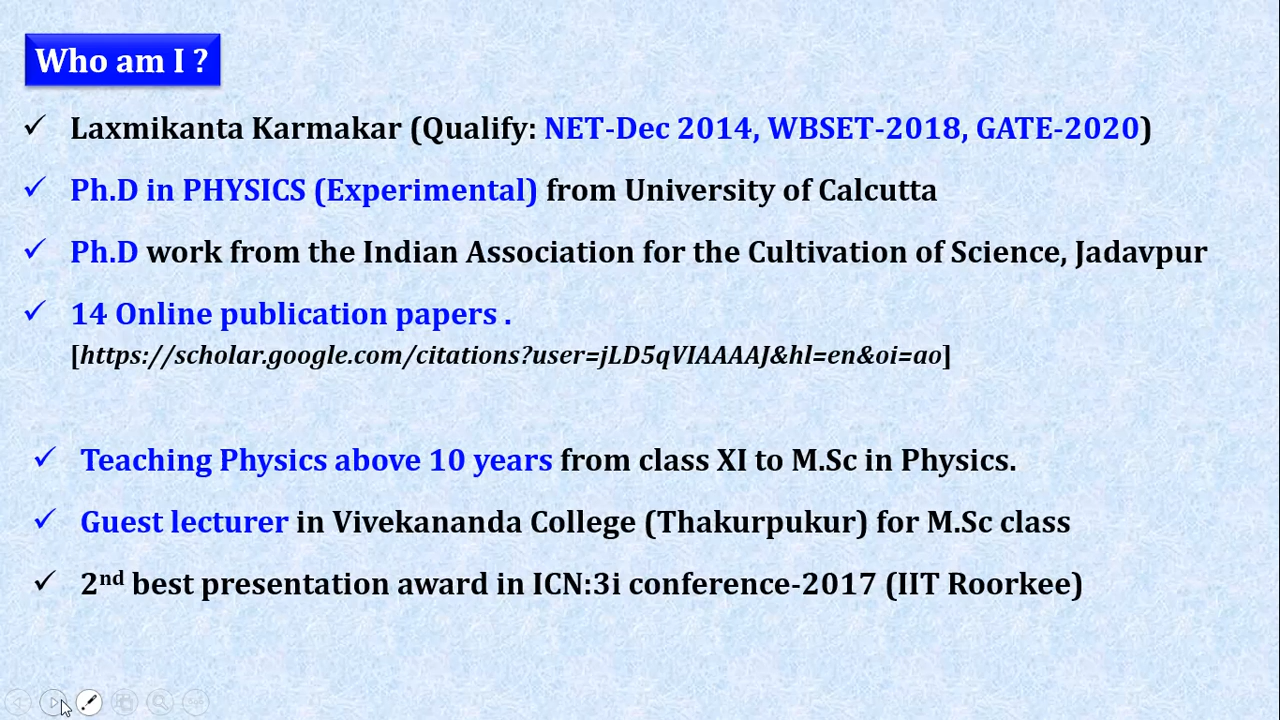 Who am I ?
Laxmikanta Karmakar (Qualify: NET-Dec 2014, WBSET-2018, GATE-2020)
Ph.D in PHYSICS (Experimental) from University of Calcutta
Ph.D work from the Indian Association for the Cultivation of Science, Jadavpur
14 Online publication papers .
[https://scholar.google.com/citations?user=jLD5qVIAAAAJ&hl=en&oi=ao]
Teaching Physics above 10 years from class XI to M.Sc in Physics.
Guest lecturer in Vivekananda College (Thakurpukur) for M.Sc class
2nd best presentation award in ICN:3i conference-2017 (IIT Roorkee)